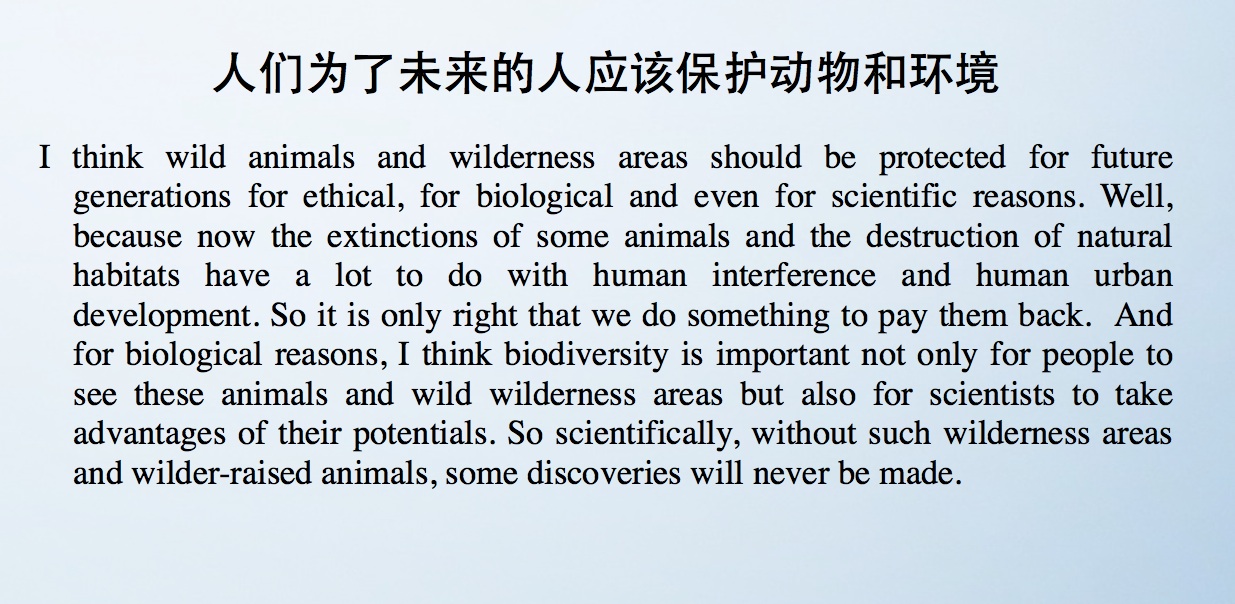 人们为了未来的人应该保护动物和环境
I think wild animals and wilderness areas should be protected for future
generations for ethical, for biological and even for scientific reasons. Well,
because now the extinctions of some animals and the destruction of natural
habitats have a lot to do with human interference and human urban
development. So it is only right that we do something to pay them back.  And
for biological reasons, I think biodiversity is important not only for people to
see these animals and wild wilderness areas but also for scientists to take
advantages of their potentials. So scientifically, without such wilderness areas
and wilder-raised animals, some discoveries will never be made.